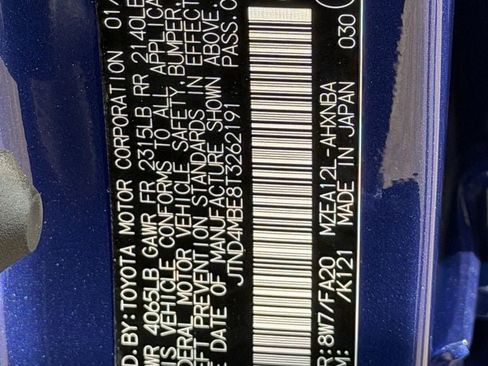 D.BY: TOYOTA MOTOR CORPORATION 01/
WR 4065LB GAWR FR 2315LB RR 2140LB
IS VEHICLE CONFORMS TO ALL APPLICA
DERAL MOTOR VEHICLE SAFETY, BUMPER,
EFT PREVENTION STANDARDS IN EFFECT
E DATE OF MANUFACTURE SHOWN ABOVE.
JTND4MBE8T3262191 PASS.C
R: 8W7/FA20 MZEA12L-AHXNBA
M: /K121 MADE IN JAPAN 030